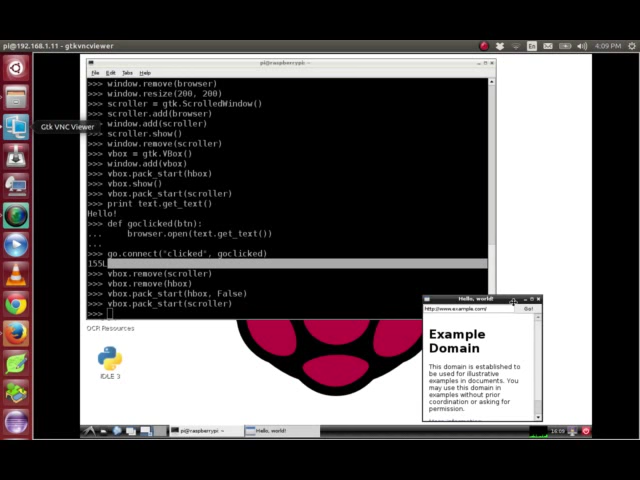 pi@192.168.1.11 - gtkvncviewer
En
4:09 PM
pi@raspberrypi: ~
File Edit Tabs Help
>>> window.remove(browser)
>>> window.resize(200, 200)
>>> scroller = gtk.ScrolledWindow()
>>> scroller.add(browser)
>>> window.add(scroller)
>>> scroller.show()
>>> window.remove(scroller)
>>> vbox = gtk.VBox()
>>> window.add(vbox)
>>> vbox.pack_start(hbox)
>>> vbox.show()
>>> vbox.pack_start(scroller)
>>> print text.get_text()
Hello!
>>> def goclicked(btn):
...     browser.open(text.get_text())
...
>>> go.connect("clicked", goclicked)
155L
>>> vbox.remove(scroller)
>>> vbox.remove(hbox)
>>> vbox.pack_start(hbox, False)
>>> vbox.pack_start(scroller)
>>>
Gtk VNC Viewer
OCR Resources
IDLE 3
Hello, world!
http://www.example.com/
Go!
Example
Domain
This domain is established to
be used for illustrative
examples in documents. You
may use this domain in
examples without prior
coordination or asking for
permission.
pi@raspberrypi: ~
Hello, world!
16:09